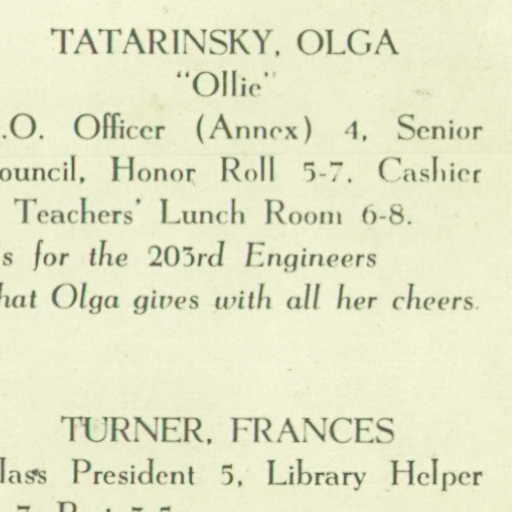 TATARINSKY, OLGA
"Ollie"
.O. Officer (Annex) 4, Senior
ouncil, Honor Roll 5-7, Cashier
Teachers' Lunch Room 6-8.
s for the 203rd Engineers
hat Olga gives with all her cheers.
TURNER, FRANCES
lass President 5, Library Helper